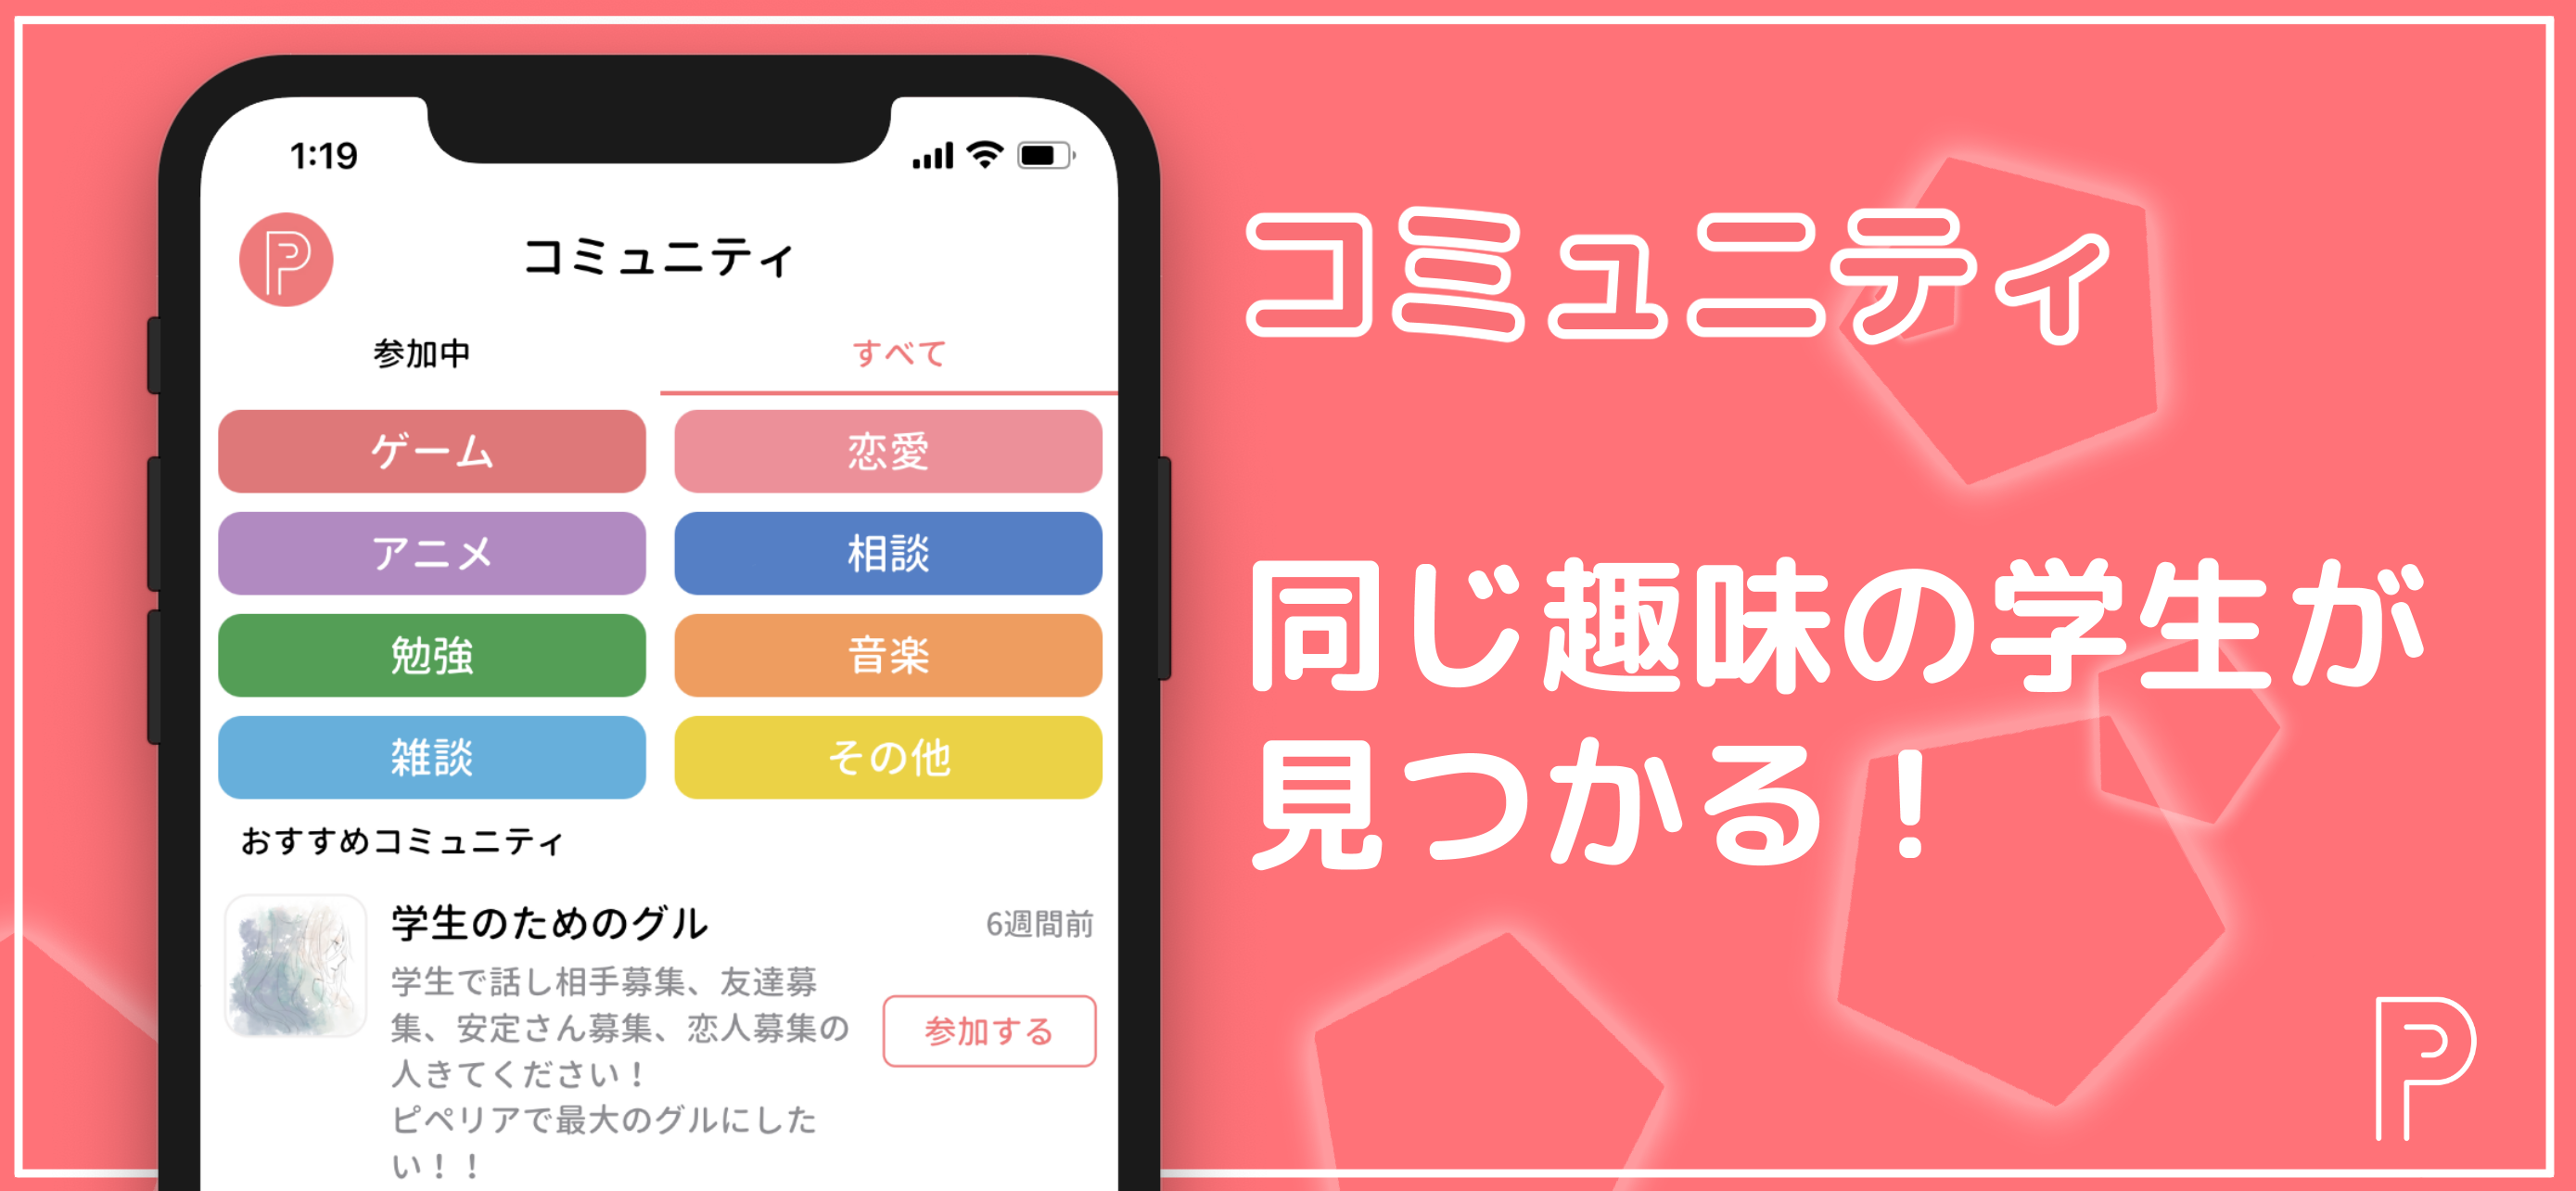 1:19
コミュニティ
参加中
すべて
ゲーム
恋愛
アニメ
相談
勉強
音楽
雑談
その他
おすすめコミュニティ
学生のためのグル
6週間前
学生で話し相手募集、友達募
集、安定さん募集、恋人募集の
人きてください！
ピペリアで最大のグルにした
い！！
参加する
コミュニティ
同じ趣味の学生が
見つかる！